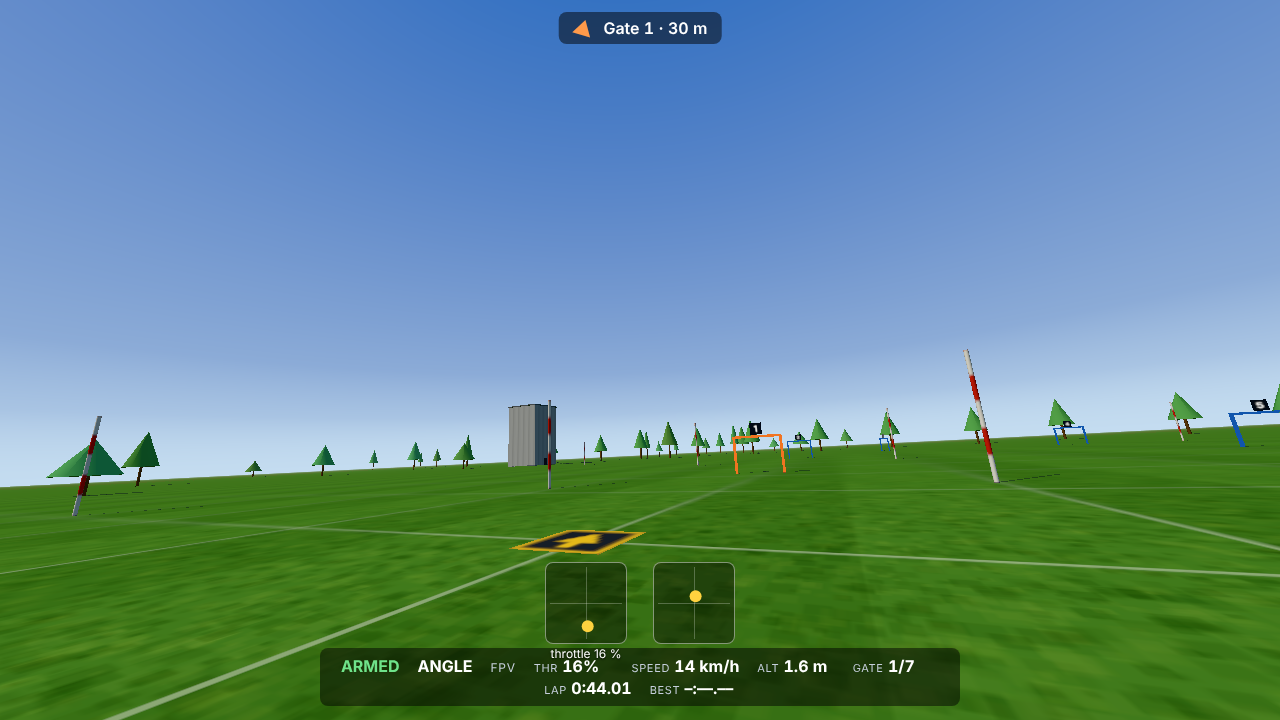 Gate 1 · 30 m
1
throttle 16 %
ARMED ANGLE FPV THR 16% SPEED 14 km/h ALT 1.6 m GATE 1/7
LAP 0:44.01 BEST –:––.––